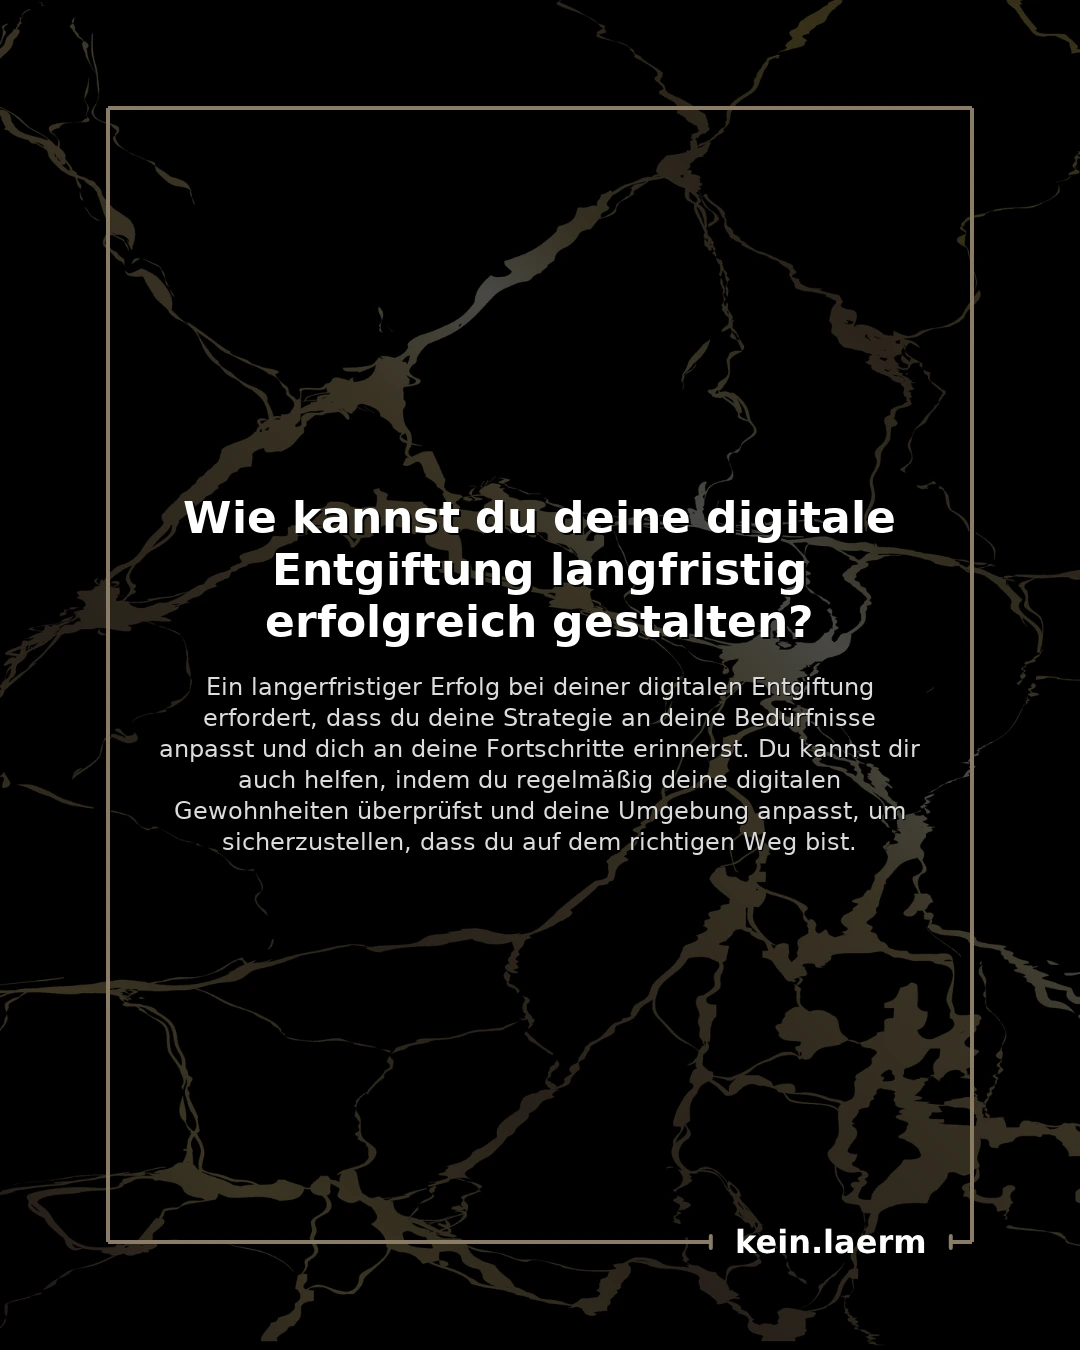 Wie kannst du deine digitale
Entgiftung langfristig
erfolgreich gestalten?
Ein langerfristiger Erfolg bei deiner digitalen Entgiftung
erfordert, dass du deine Strategie an deine Bedürfnisse
anpasst und dich an deine Fortschritte erinnerst. Du kannst dir
auch helfen, indem du regelmäßig deine digitalen
Gewohnheiten überprüfst und deine Umgebung anpasst, um
sicherzustellen, dass du auf dem richtigen Weg bist.
kein.laerm